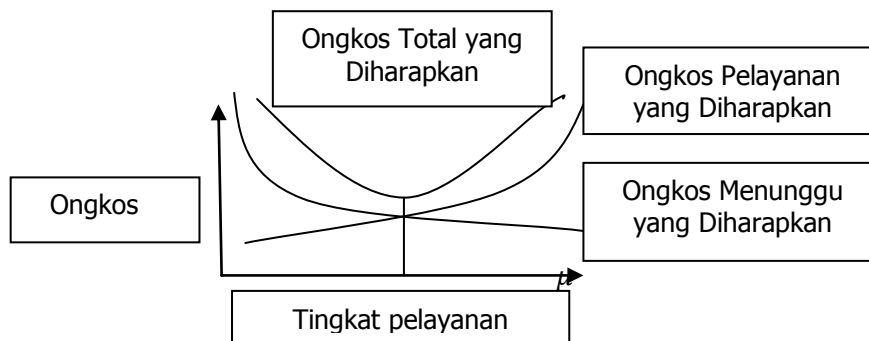 Ongkos Total yang
Diharapkan
Ongkos Pelayanan
yang Diharapkan
Ongkos
Ongkos Menunggu
yang Diharapkan
μ
Tingkat pelayanan